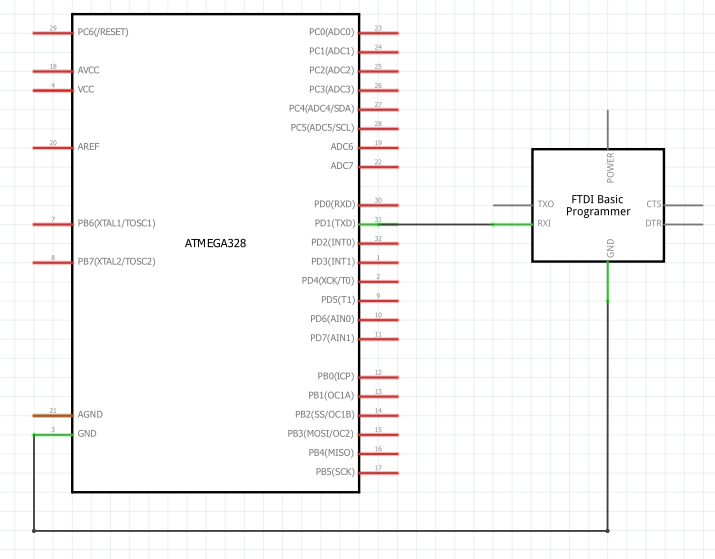 29 PC6(/RESET)
18 AVCC
4 VCC
20 AREF
7 PB6(XTAL1/TOSC1)
8 PB7(XTAL2/TOSC2)
21 AGND
3 GND
ATMEGA328
PC0(ADC0) 23
PC1(ADC1) 24
PC2(ADC2) 25
PC3(ADC3) 26
PC4(ADC4/SDA) 27
PC5(ADC5/SCL) 28
ADC6 19
ADC7 22
PD0(RXD) 30
PD1(TXD) 31
PD2(INT0) 32
PD3(INT1) 1
PD4(XCK/T0) 2
PD5(T1) 9
PD6(AIN0) 10
PD7(AIN1) 11
PB0(ICP) 12
PB1(OC1A) 13
PB2(SS/OC1B) 14
PB3(MOSI/OC2) 15
PB4(MISO) 16
PB5(SCK) 17
POWER
TXO
RXI
FTDI Basic
Programmer
CTS
DTR
GND